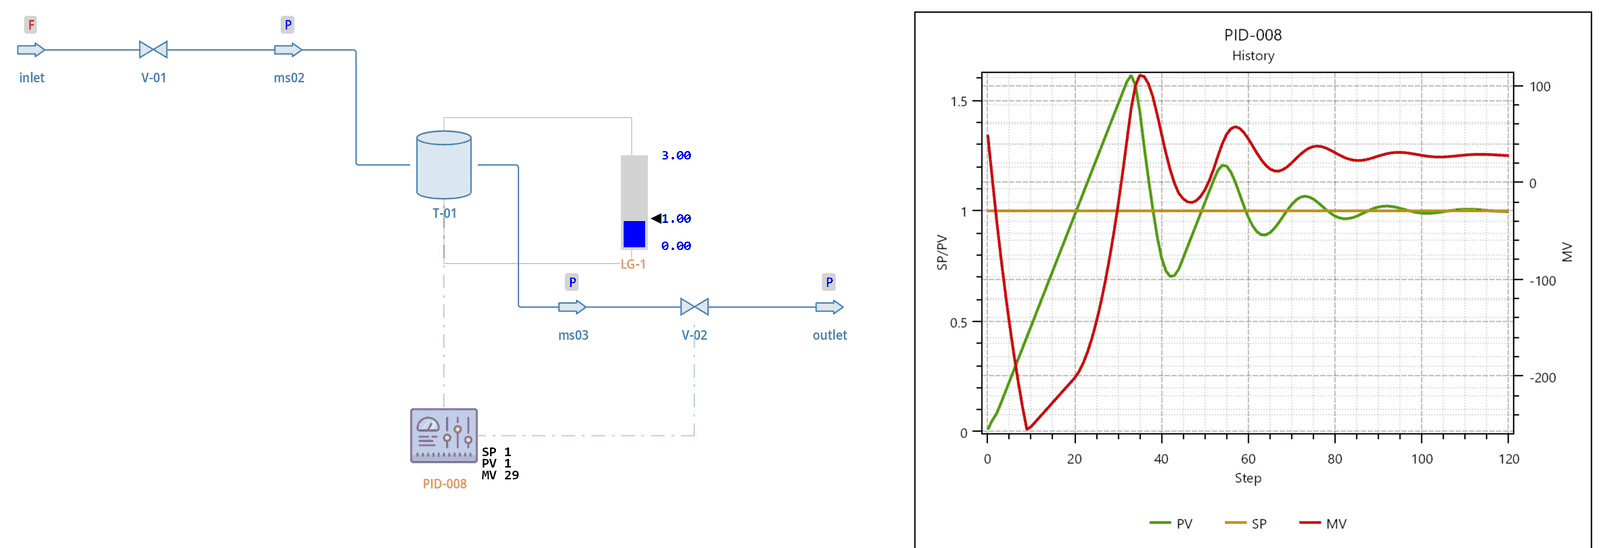 F
P
inlet
V-01
ms02
T-01
3.00
1.00
0.00
LG-1
P
P
ms03
V-02
outlet
SP 1
PV 1
MV 29
PID-008
PID-008
History
1.5
1
0.5
0
SP/PV
100
0
-100
-200
MV
0 20 40 60 80 100 120
Step
PV SP MV